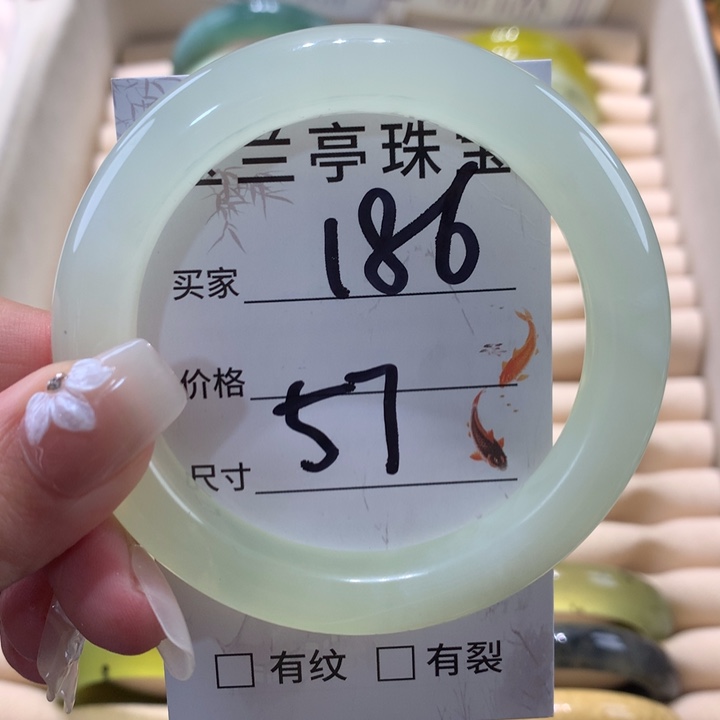 兰亭珠宝
买家 186
价格
尺寸 57
□ 有纹 □ 有裂